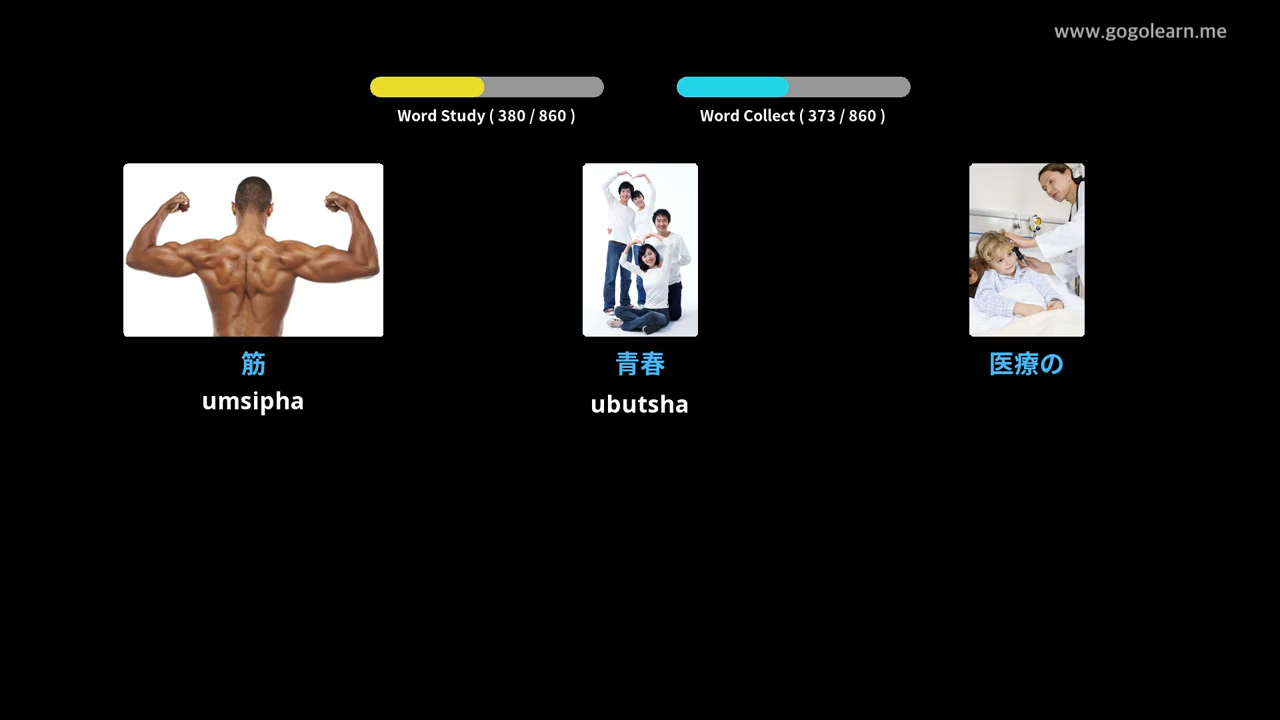 www.gogolearn.me
Word Study ( 380 / 860 )
Word Collect ( 373 / 860 )
筋
umsipha
青春
ubutsha
医療の